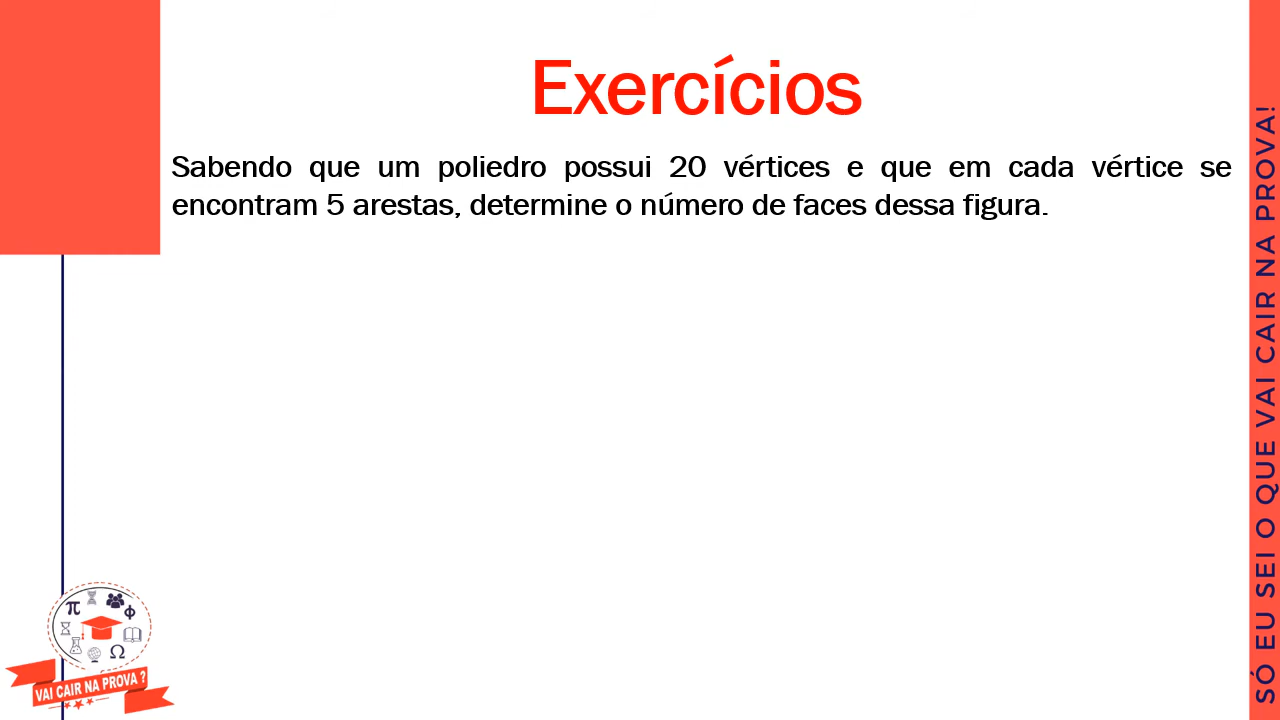 Exercícios
Sabendo que um poliedro possui 20 vértices e que em cada vértice se
encontram 5 arestas, determine o número de faces dessa figura.
SÓ EU SEI O QUE VAI CAIR NA PROVA!
π
Φ
Ω
VAI CAIR NA PROVA ?